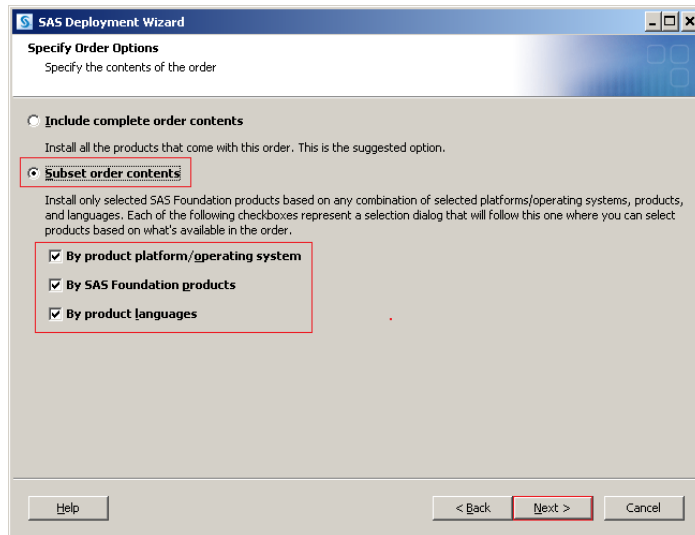 SAS Deployment Wizard
Specify Order Options
Specify the contents of the order
Include complete order contents
Install all the products that come with this order. This is the suggested option.
Subset order contents
Install only selected SAS Foundation products based on any combination of selected platforms/operating systems, products,
and languages. Each of the following checkboxes represent a selection dialog that will follow this one where you can select
products based on what's available in the order.
By product platform/operating system
By SAS Foundation products
By product languages
Help
< Back
Next >
Cancel